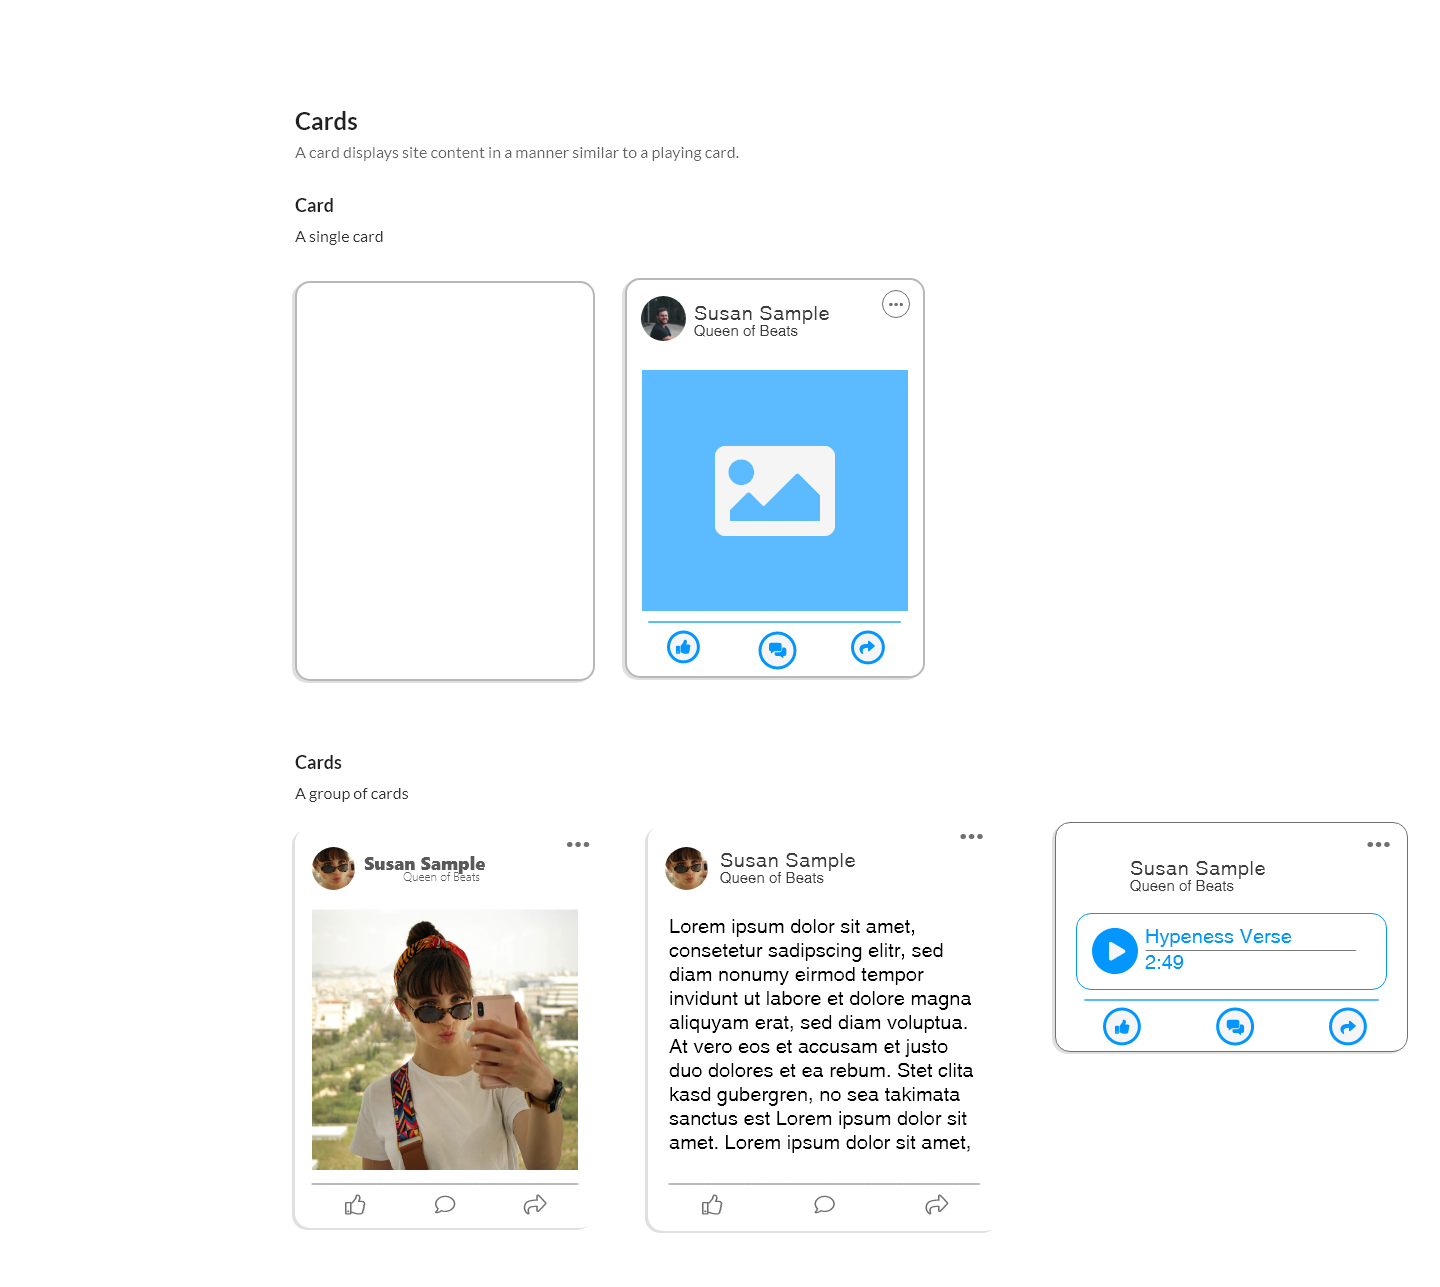 Cards
A card displays site content in a manner similar to a playing card.
Card
A single card
Susan Sample
Queen of Beats
Cards
A group of cards
Susan Sample
Queen of Beats
Susan Sample
Queen of Beats
Lorem ipsum dolor sit amet,
consetetur sadipscing elitr, sed
diam nonumy eirmod tempor
invidunt ut labore et dolore magna
aliquyam erat, sed diam voluptua.
At vero eos et accusam et justo
duo dolores et ea rebum. Stet clita
kasd gubergren, no sea takimata
sanctus est Lorem ipsum dolor sit
amet. Lorem ipsum dolor sit amet,
Susan Sample
Queen of Beats
Hypeness Verse
2:49